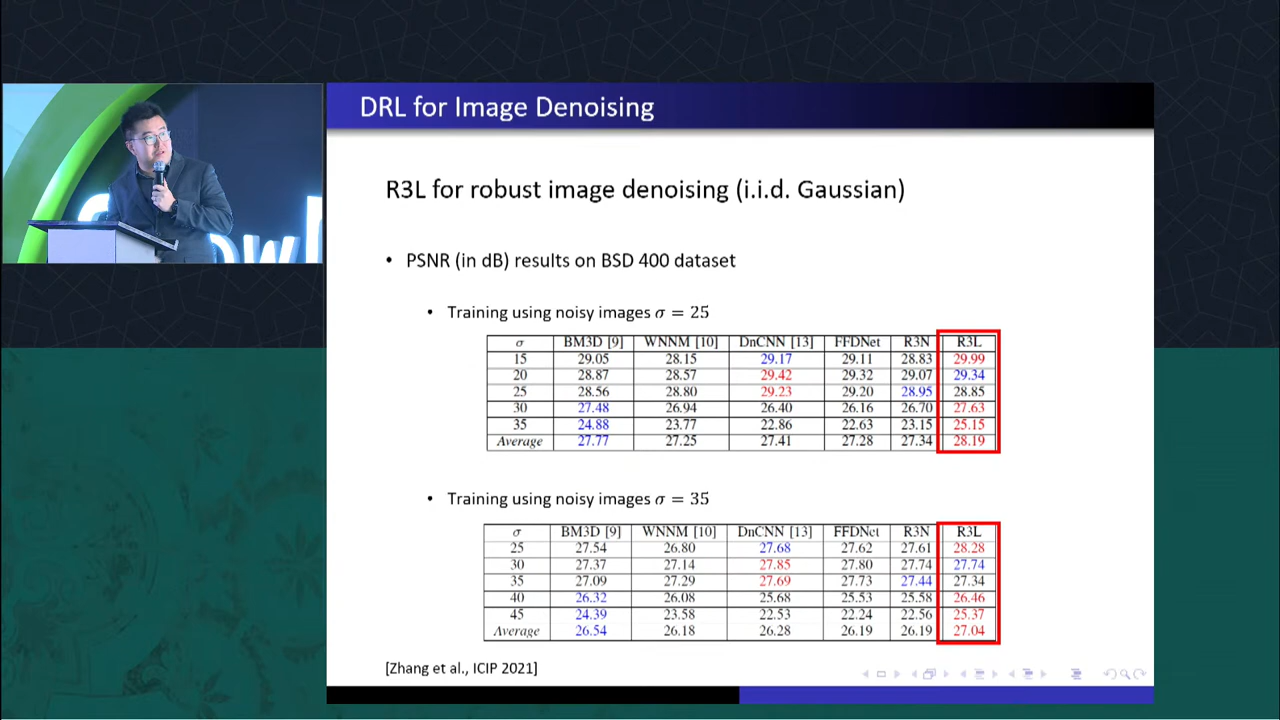 DRL for Image Denoising
R3L for robust image denoising (i.i.d. Gaussian)
• PSNR (in dB) results on BSD 400 dataset
• Training using noisy images σ = 25
σ BM3D [9] WNNM [10] DnCNN [13] FFDNet R3N R3L
15 29.05 28.15 29.17 29.11 28.83 29.99
20 28.87 28.57 29.42 29.32 29.07 29.34
25 28.56 28.80 29.23 29.20 28.95 28.85
30 27.48 26.94 26.40 26.16 26.70 27.63
35 24.88 23.77 22.86 22.63 23.15 25.15
Average 27.77 27.25 27.41 27.28 27.34 28.19
• Training using noisy images σ = 35
σ BM3D [9] WNNM [10] DnCNN [13] FFDNet R3N R3L
25 27.54 26.80 27.68 27.62 27.61 28.28
30 27.37 27.14 27.85 27.80 27.74 27.74
35 27.09 27.29 27.69 27.73 27.44 27.34
40 26.32 26.08 25.68 25.53 25.58 26.46
45 24.39 23.58 22.53 22.24 22.56 25.37
Average 26.54 26.18 26.28 26.19 26.19 27.04
[Zhang et al., ICIP 2021]